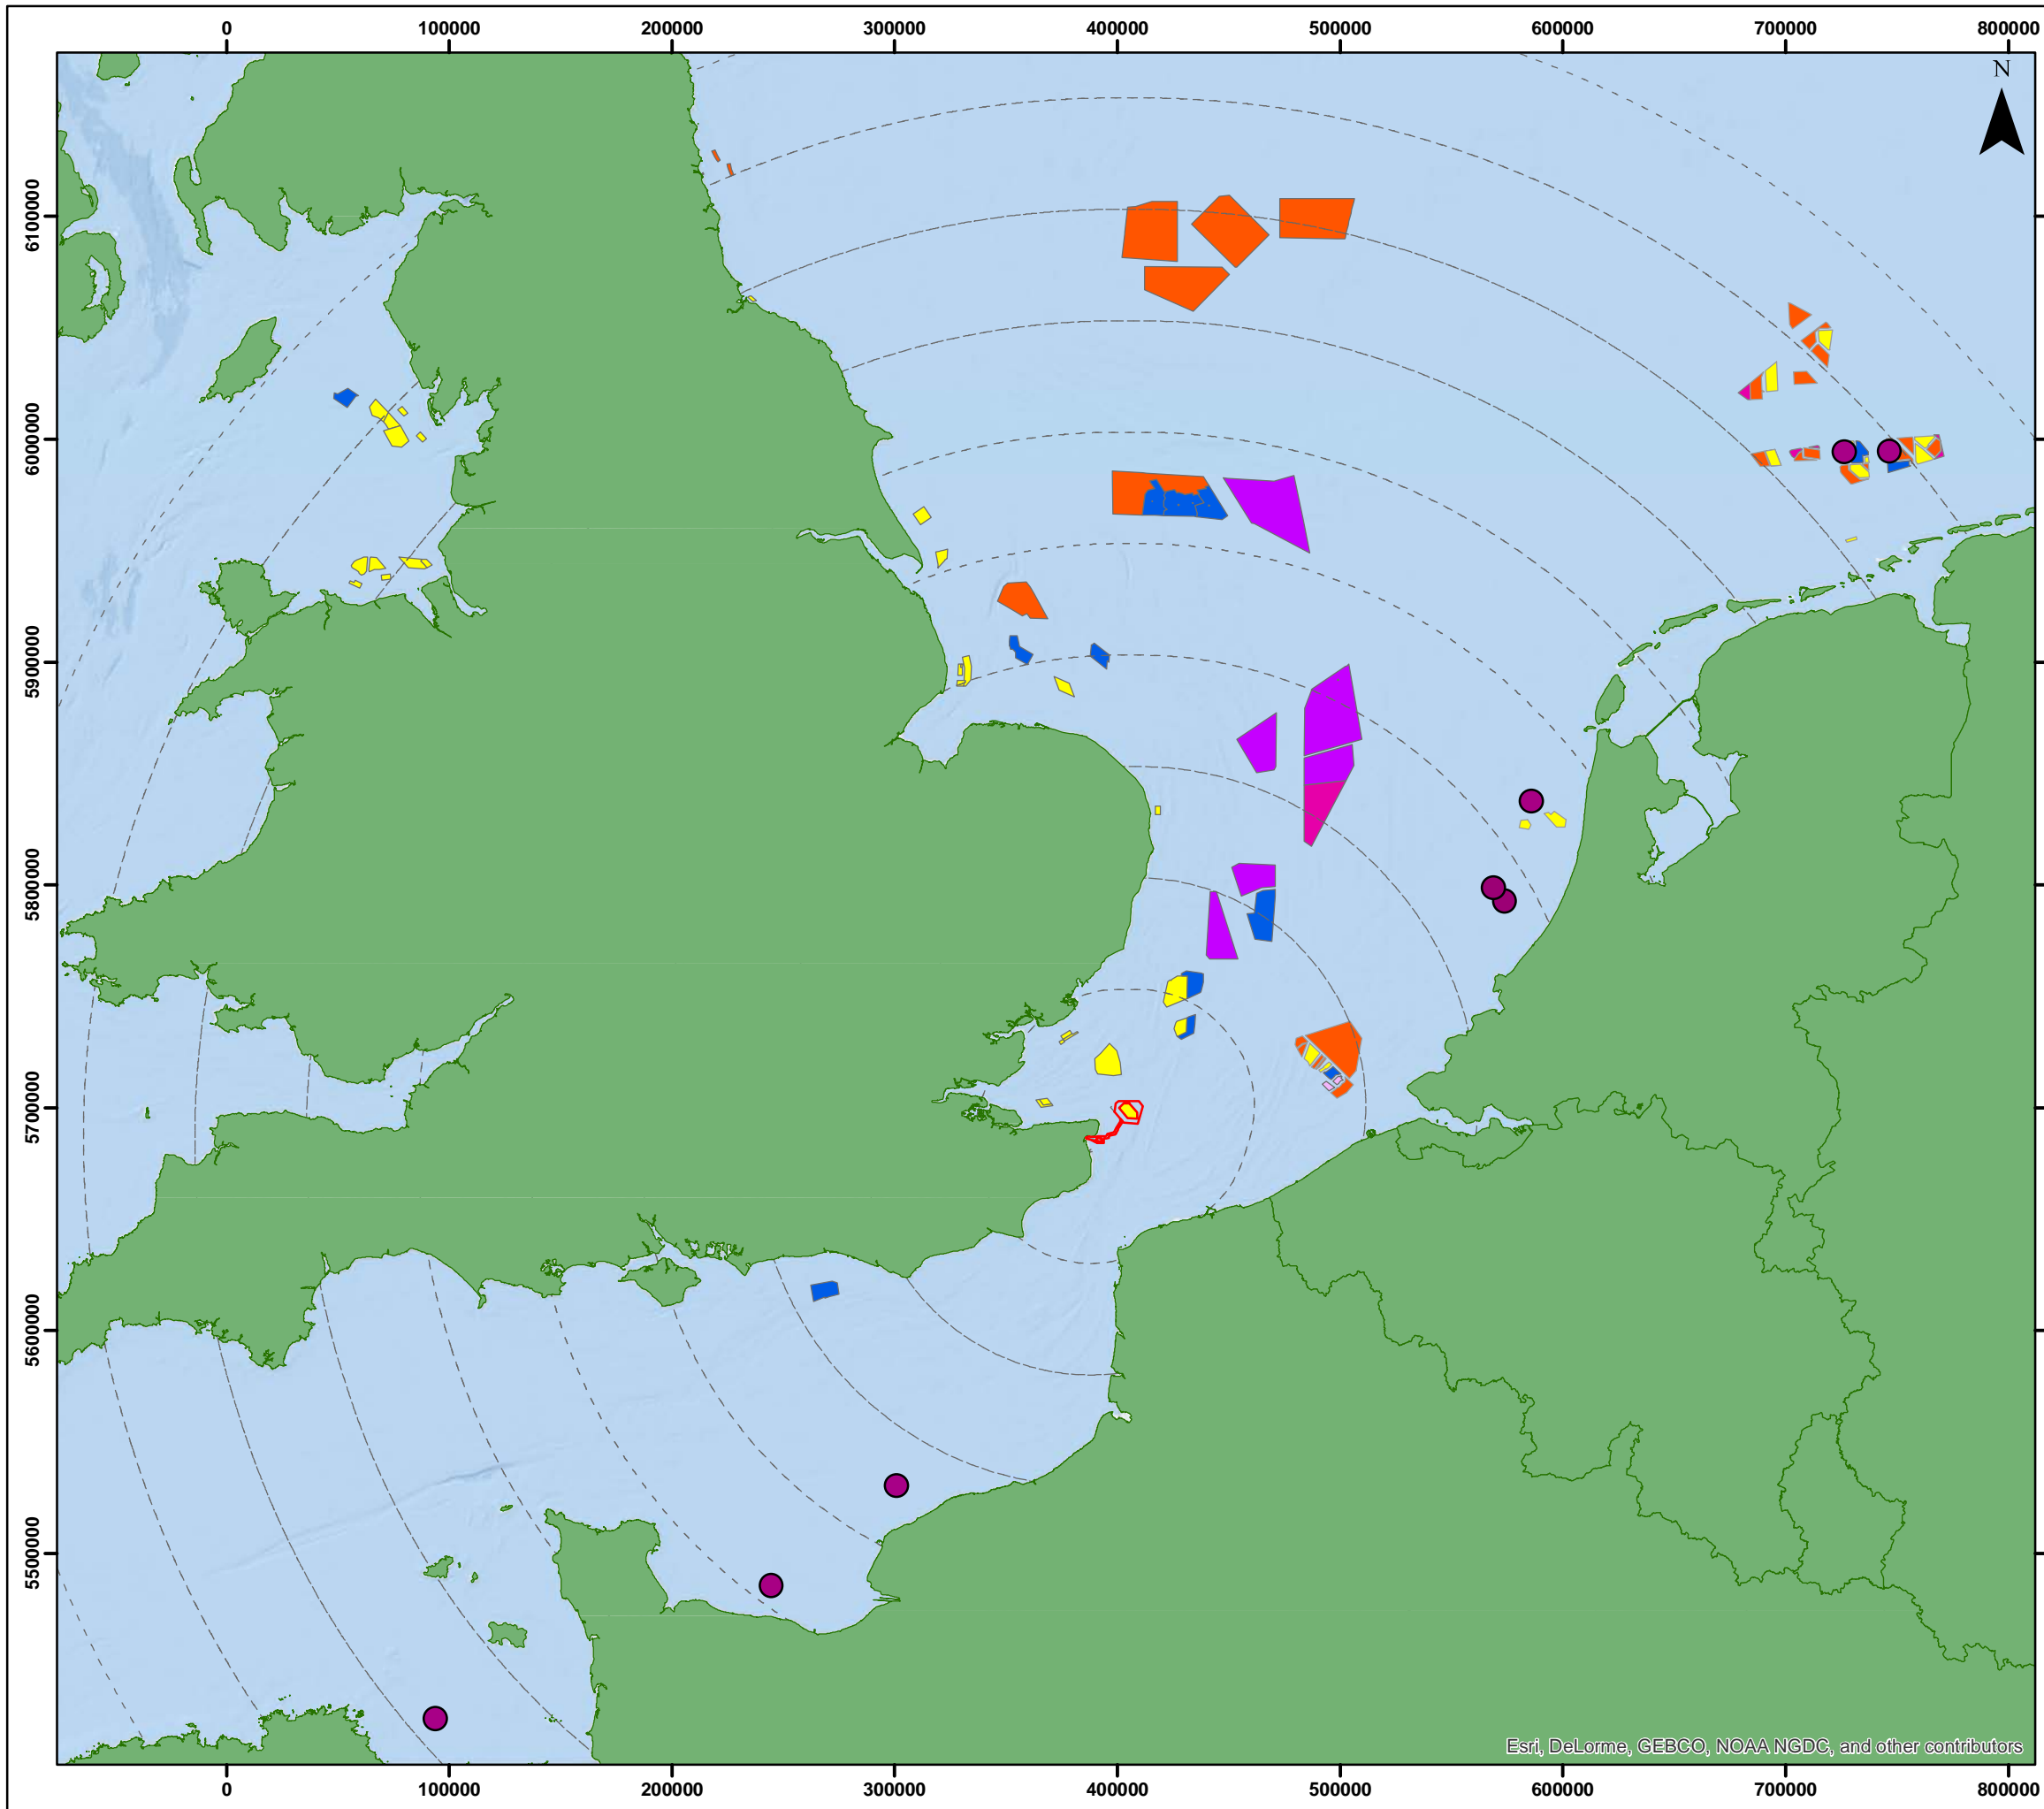 0 100000 200000 300000 400000 500000 600000 700000 800000
N
6100000
6000000
5900000
5800000
5700000
5600000
5500000
Esri, DeLorme, GEBCO, NOAA NGDC, and other contributors
0 100000 200000 300000 400000 500000 600000 700000 800000